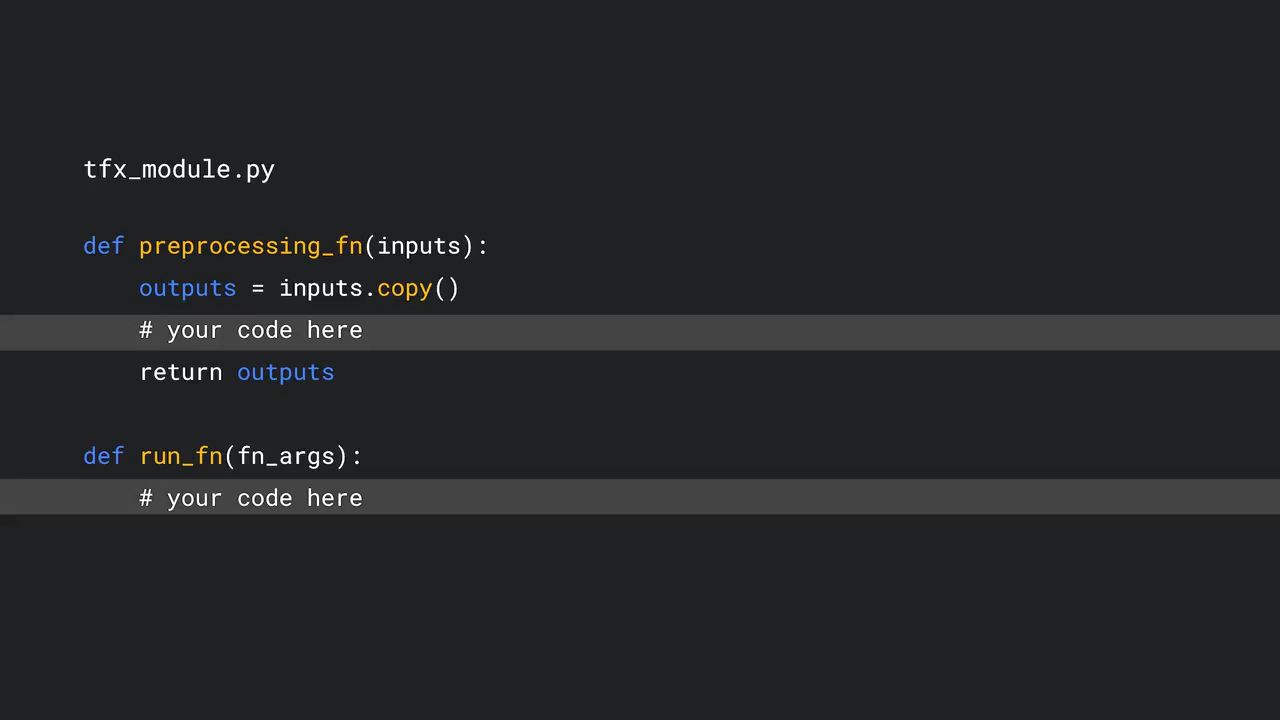 tfx_module.py
def preprocessing_fn(inputs):
    outputs = inputs.copy()
    # your code here
    return outputs
def run_fn(fn_args):
    # your code here